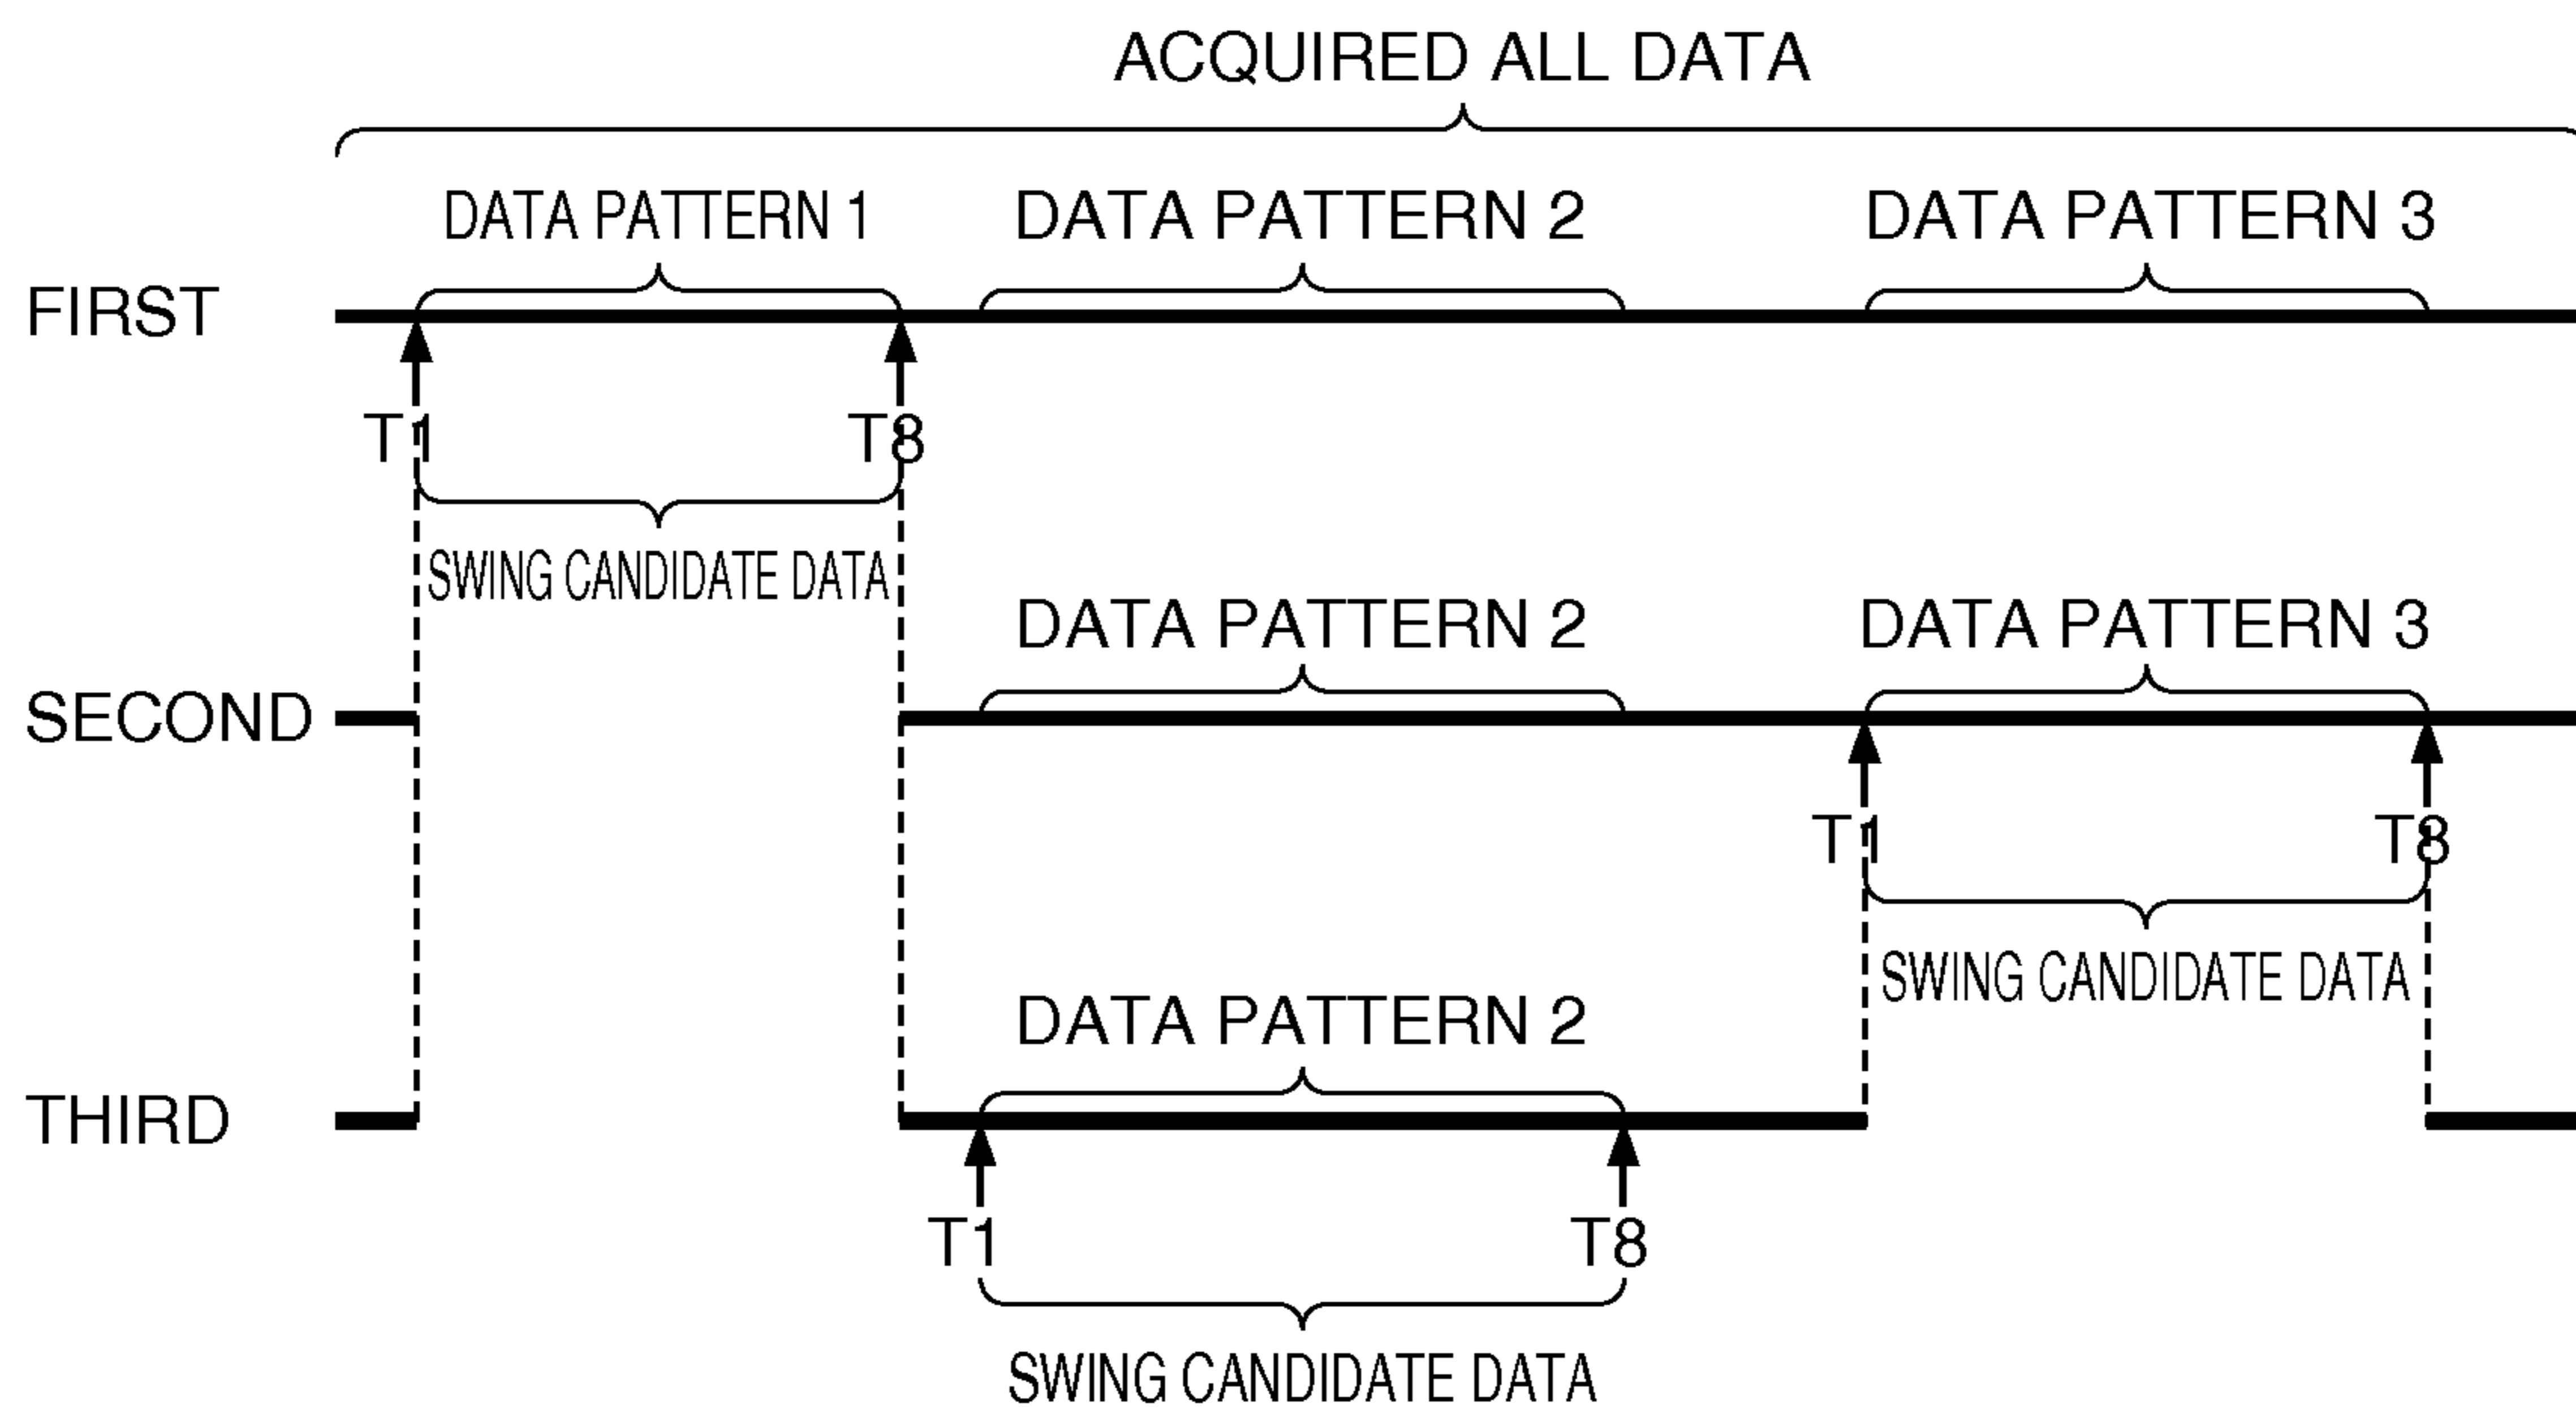 ACQUIRED ALL DATA
DATA PATTERN 1 DATA PATTERN 2 DATA PATTERN 3
FIRST
T1 T8
SWING CANDIDATE DATA
DATA PATTERN 2 DATA PATTERN 3
SECOND
T1 T8
SWING CANDIDATE DATA
DATA PATTERN 2
THIRD
T1 T8
SWING CANDIDATE DATA